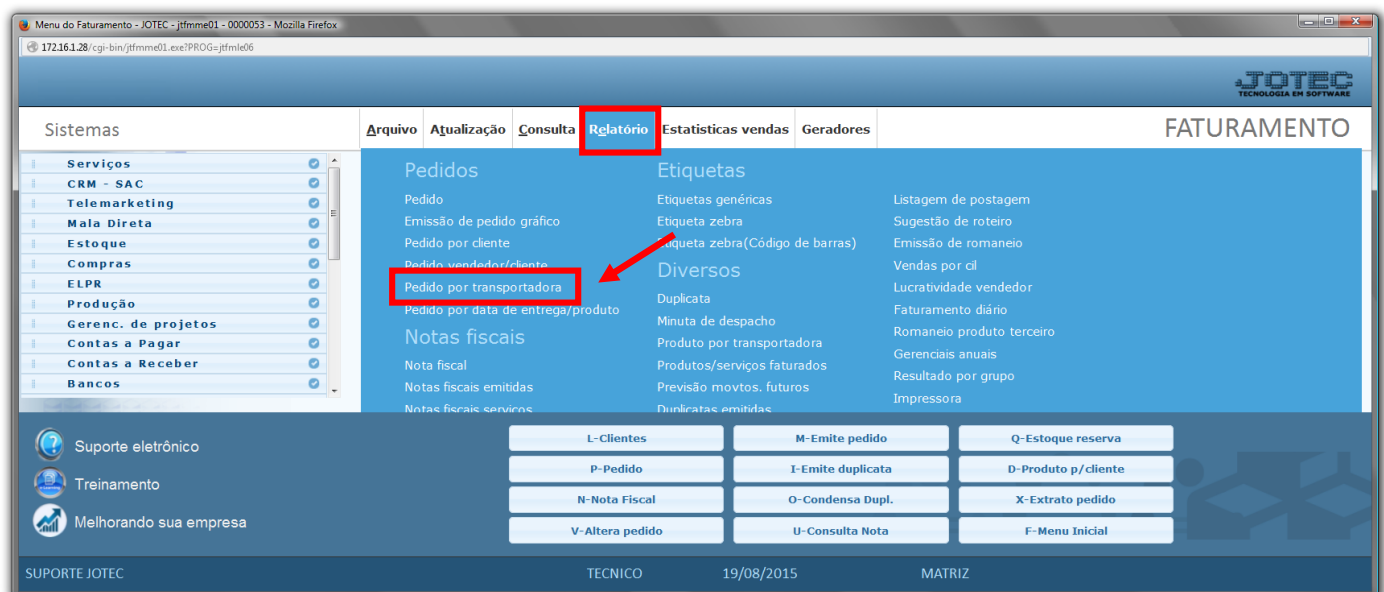 Menu do Faturamento - JOTEC - jtfmme01 - 0000053 - Mozilla Firefox
172.16.1.28/cgi-bin/jtfmme01.exe?PROG=jtfmle06
JOTEC
TECNOLOGIA EM SOFTWARE
Sistemas
Arquivo Atualização Consulta Relatório Estatisticas vendas Geradores
FATURAMENTO
Serviços
CRM - SAC
Telemarketing
Mala Direta
Estoque
Compras
ELPR
Produção
Gerenc. de projetos
Contas a Pagar
Contas a Receber
Bancos
Pedidos
Pedido
Emissão de pedido gráfico
Pedido por cliente
Pedido vendedor/cliente
Pedido por transportadora
Pedido por data de entrega/produto
Notas fiscais
Nota fiscal
Notas fiscais emitidas
Notas fiscais serviços
Etiquetas
Etiquetas genéricas
Etiqueta zebra
Etiqueta zebra(Código de barras)
Diversos
Duplicata
Minuta de despacho
Produto por transportadora
Produtos/serviços faturados
Previsão movtos. futuros
Duplicatas emitidas
Listagem de postagem
Sugestão de roteiro
Emissão de romaneio
Vendas por cil
Lucratividade vendedor
Faturamento diário
Romaneio produto terceiro
Gerenciais anuais
Resultado por grupo
Impressora
Suporte eletrônico
Treinamento
Melhorando sua empresa
L-Clientes M-Emite pedido Q-Estoque reserva
P-Pedido I-Emite duplicata D-Produto p/cliente
N-Nota Fiscal O-Condensa Dupl. X-Extrato pedido
V-Altera pedido U-Consulta Nota F-Menu Inicial
SUPORTE JOTEC TECNICO 19/08/2015 MATRIZ